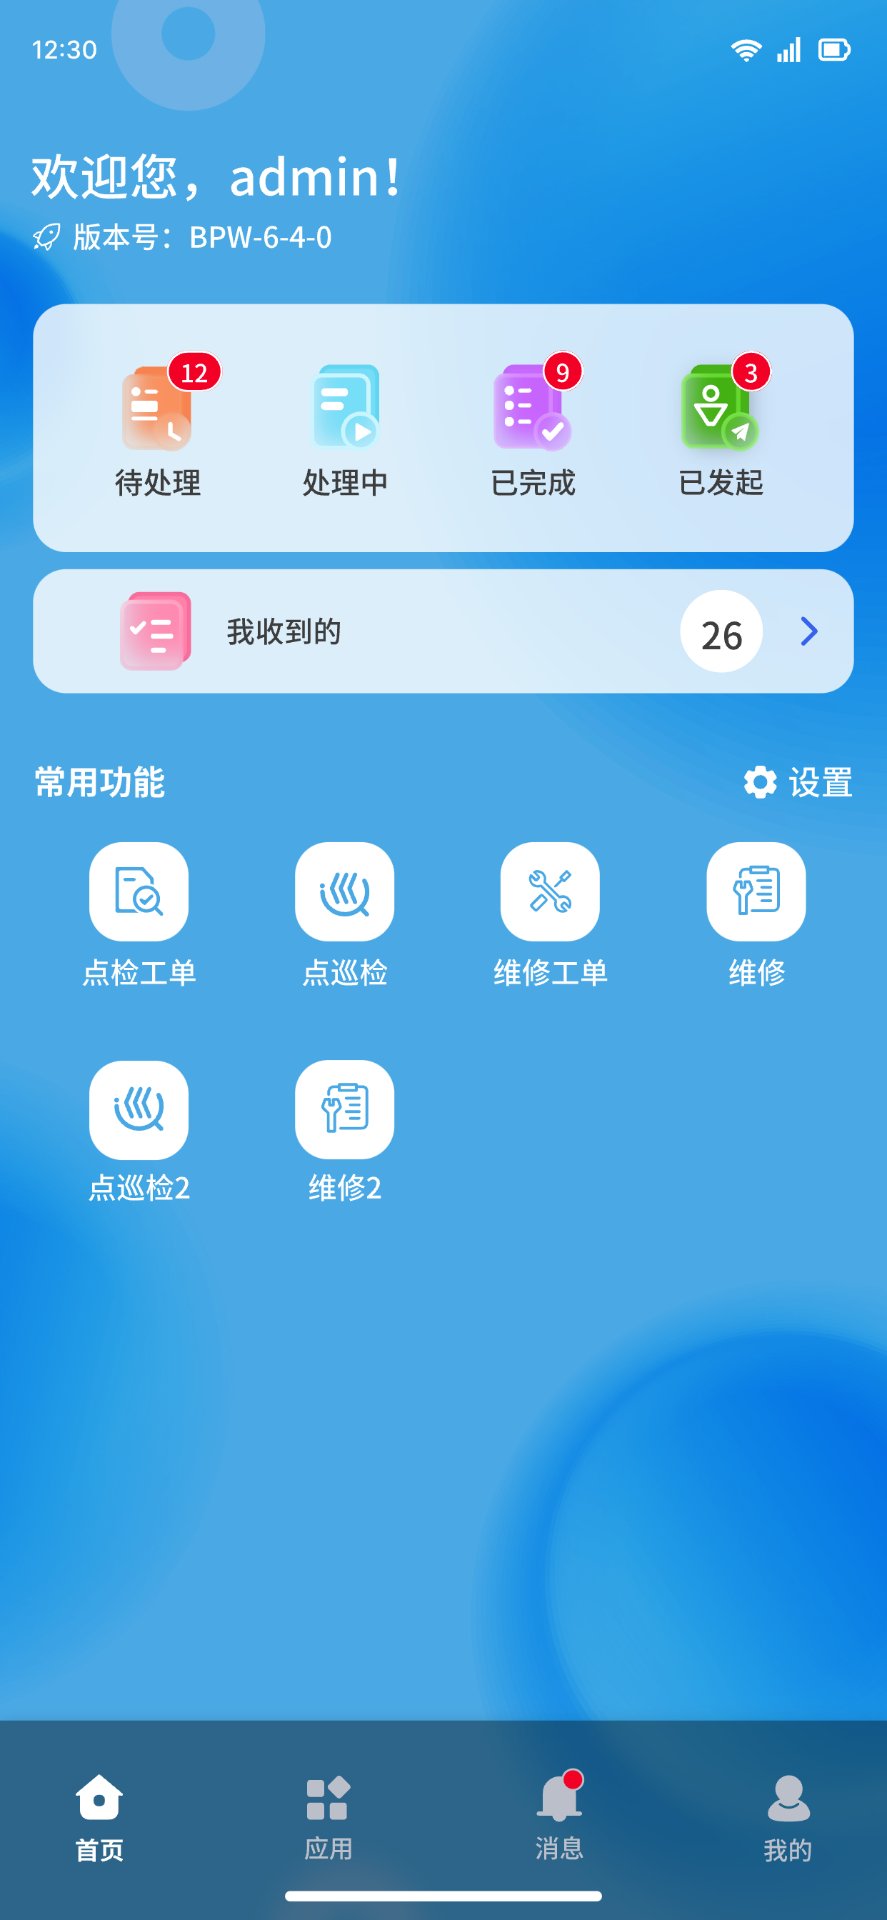 12:30
欢迎您，admin！
版本号：BPW-6-4-0
12 9 3
待处理 处理中 已完成 已发起
我收到的 26
常用功能 设置
点检工单 点巡检 维修工单 维修
点巡检2 维修2
首页 应用 消息 我的